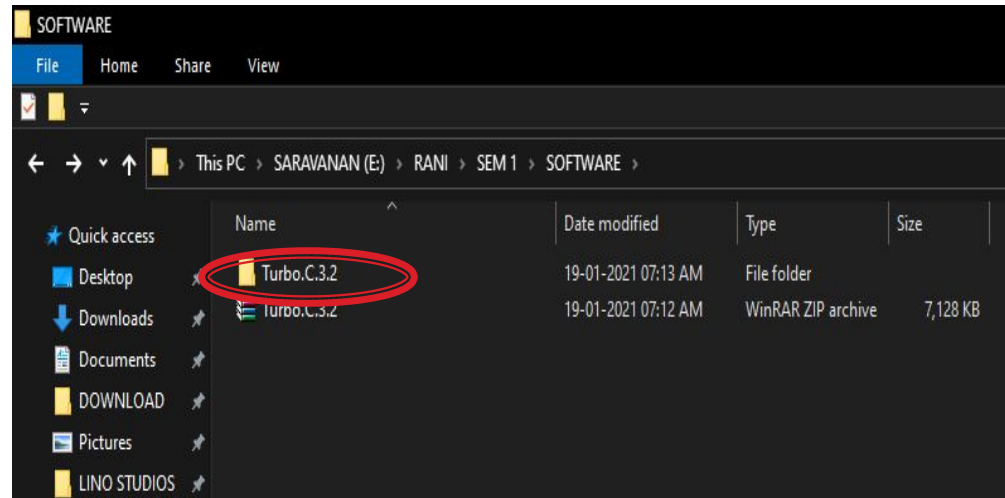 SOFTWARE
File Home Share View
This PC > SARAVANAN (E:) > RANI > SEM 1 > SOFTWARE >
Name Date modified Type Size
Quick access
Desktop
Turbo.C.3.2 19-01-2021 07:13 AM File folder
Downloads
Turbo.C.3.2 19-01-2021 07:12 AM WinRAR ZIP archive 7,128 KB
Documents
DOWNLOAD
Pictures
LINO STUDIOS